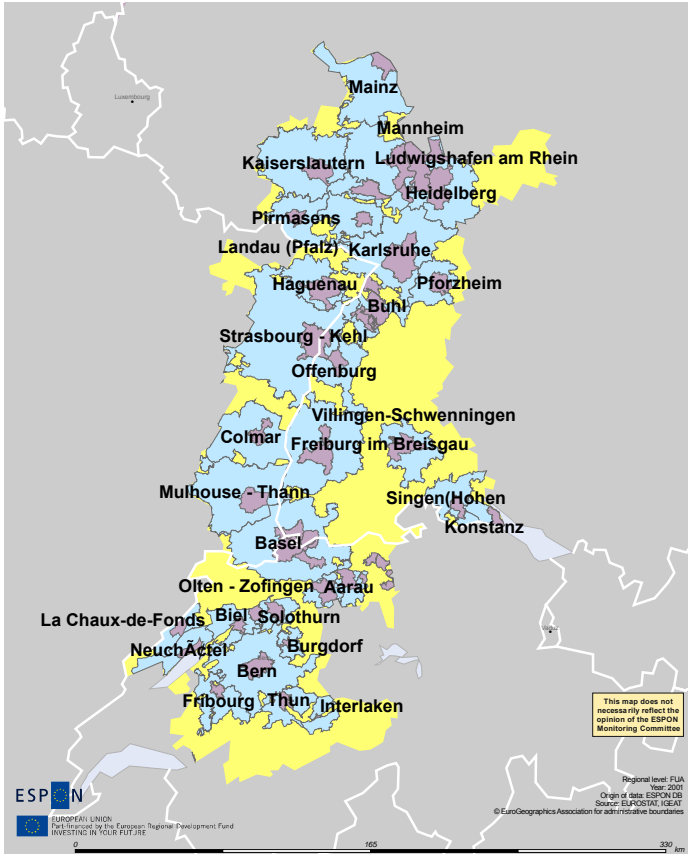 Mainz
Luxembourg
Mannheim
Kaiserslautern
Ludwigshafen am Rhein
Heidelberg
Pirmasens
Landau (Pfalz)
Karlsruhe
Haguenau
Pforzheim
Buhl
Strasbourg - Kehl
Offenburg
Villingen-Schwenningen
Colmar
Freiburg im Breisgau
Mulhouse - Thann
Singen(Hohen
Konstanz
Basel
Olten - Zofingen
Aarau
La Chaux-de-Fonds
Biel
Solothurn
NeuchÃctel
Burgdorf
Bern
Fribourg
Thun
Interlaken
This map does not
necessarily reflect the
opinion of the ESPON
Monitoring Committee
Regional level: FUA
Year: 2001
Origin of data: ESPON DB
Source: EUROSTAT, IGEAT
© EuroGeographics Association for administrative boundaries
ESPON
EUROPEAN UNION
Part-financed by the European Regional Development Fund
INVESTING IN YOUR FUTURE
0 165 330
km